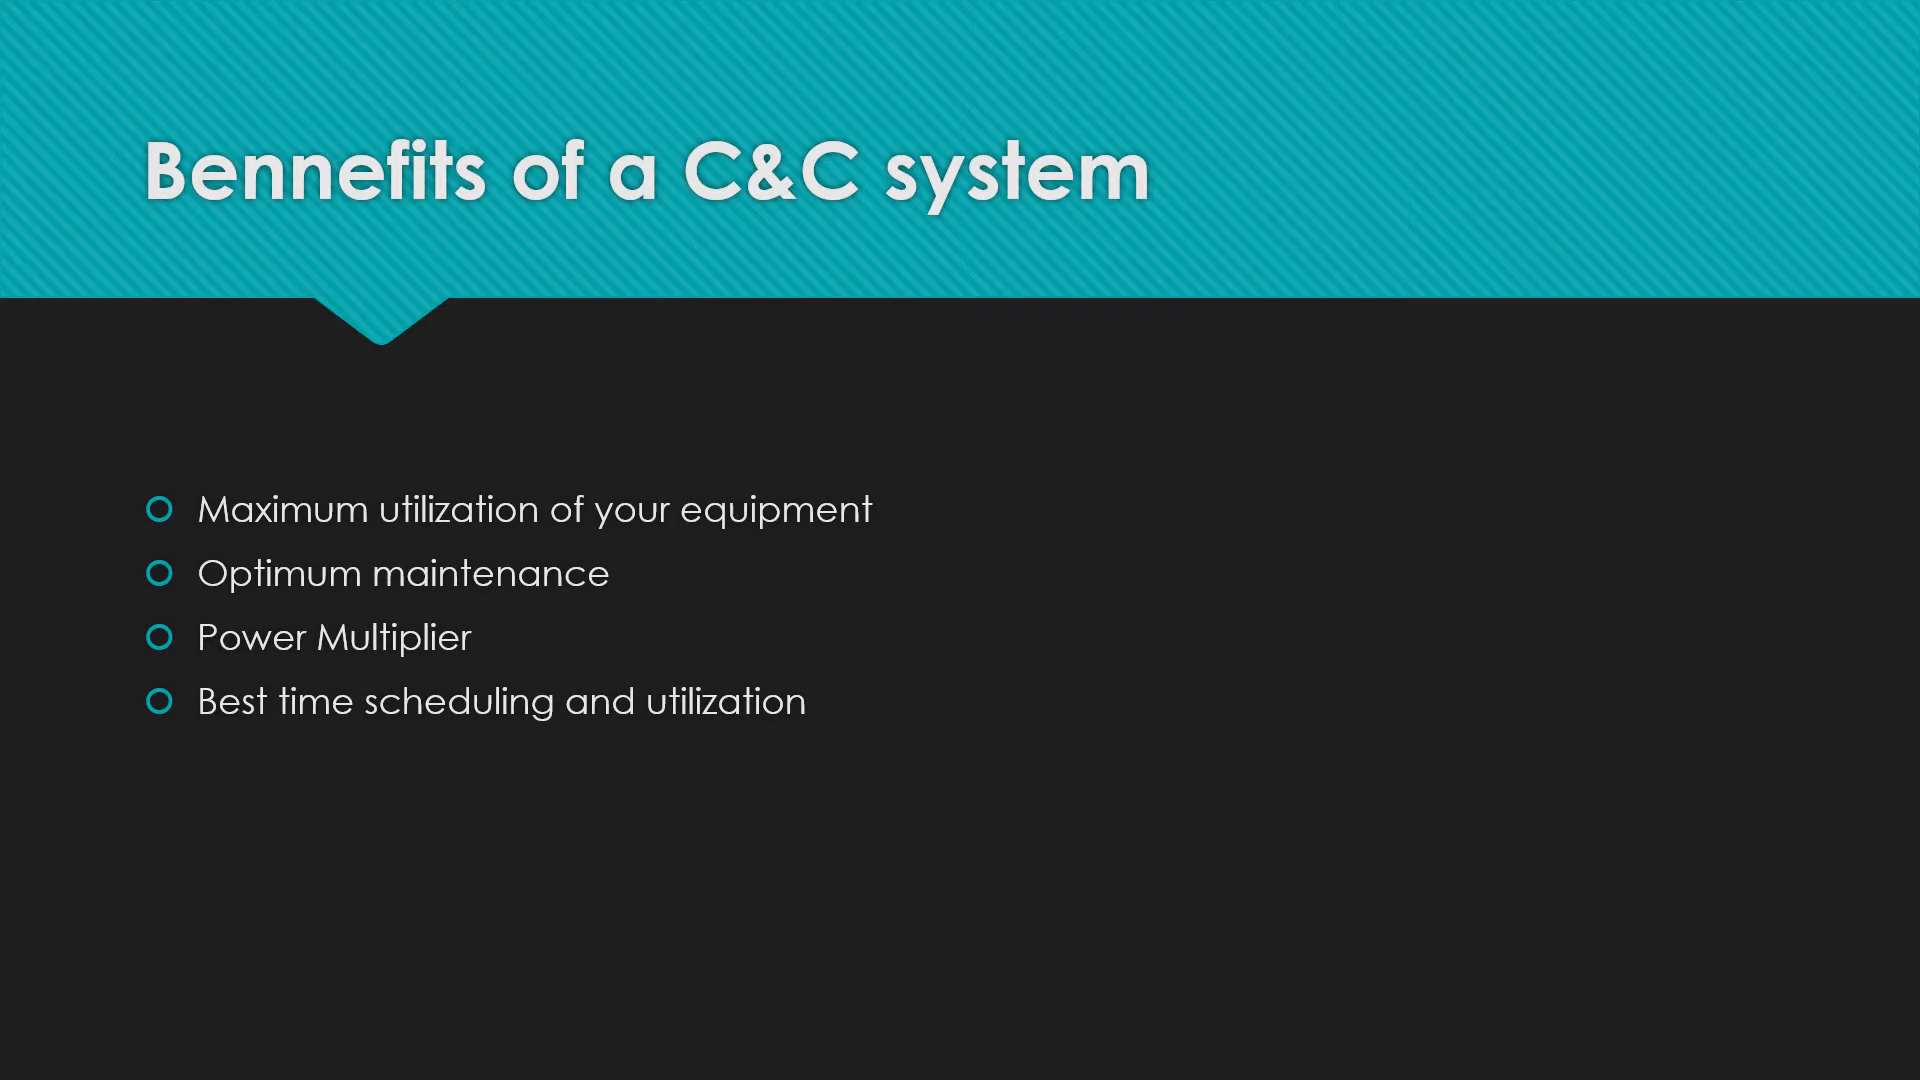 Bennefits of a C&C system
Maximum utilization of your equipment
Optimum maintenance
Power Multiplier
Best time scheduling and utilization